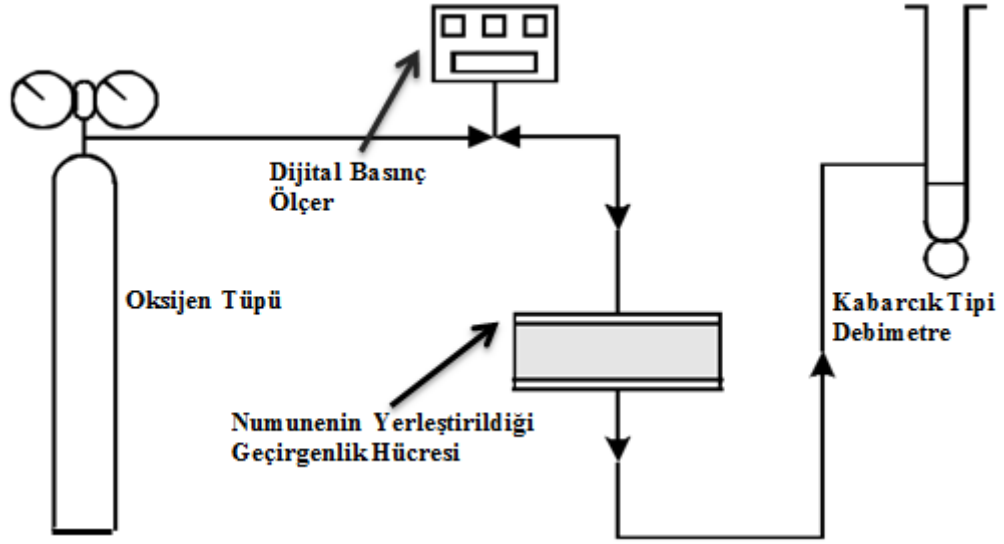 Dijital Basınç
Ölçer
Oksijen Tüpü
Kabarcık Tipi
Debimetre
Numunenin Yerleştirildiği
Geçirgenlik Hücresi